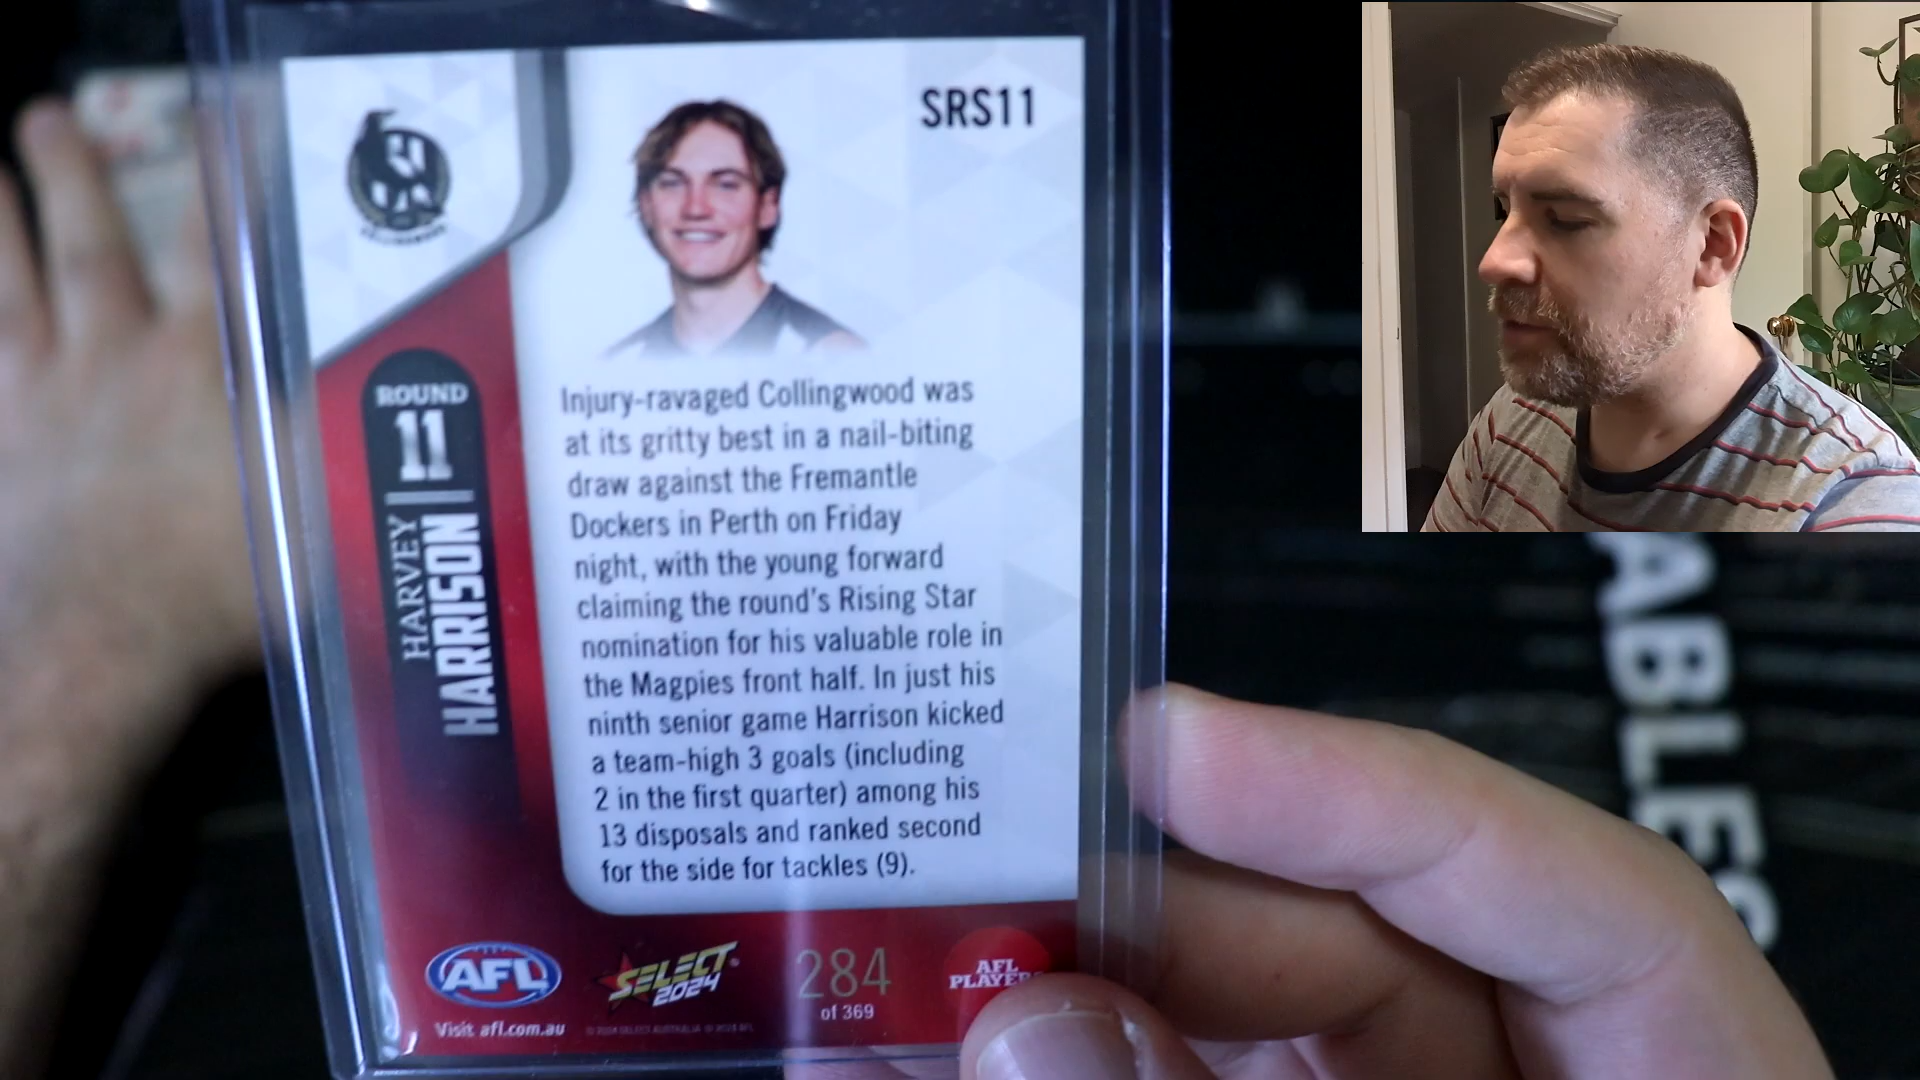 SRS11
ROUND
11
HARVEY
HARRISON
Injury-ravaged Collingwood was
at its gritty best in a nail-biting
draw against the Fremantle
Dockers in Perth on Friday
night, with the young forward
claiming the round's Rising Star
nomination for his valuable role in
the Magpies front half. In just his
ninth senior game Harrison kicked
a team-high 3 goals (including
2 in the first quarter) among his
13 disposals and ranked second
for the side for tackles (9).
AFL
SELECT
2024
284
of 369
AFL
PLAYE
Visit afl.com.au
ABLES